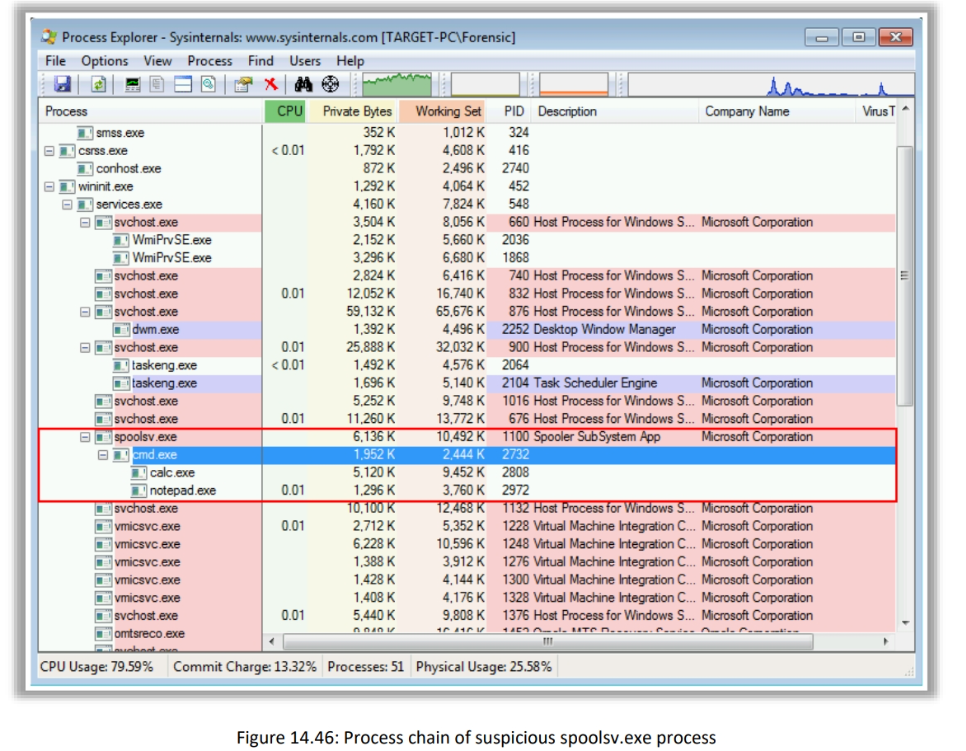 Process Explorer - Sysinternals: www.sysinternals.com [TARGET-PC\Forensic]
File Options View Process Find Users Help
Process CPU Private Bytes Working Set PID Description Company Name VirusT
smss.exe 352 K 1,012 K 324
csrss.exe < 0.01 1,792 K 4,608 K 416
conhost.exe 872 K 2,496 K 2740
wininit.exe 1,292 K 4,064 K 452
services.exe 4,160 K 7,824 K 548
svchost.exe 3,504 K 8,056 K 660 Host Process for Windows S... Microsoft Corporation
WmiPrvSE.exe 2,152 K 5,660 K 2036
WmiPrvSE.exe 3,296 K 6,680 K 1868
svchost.exe 2,824 K 6,416 K 740 Host Process for Windows S... Microsoft Corporation
svchost.exe 0.01 12,052 K 16,740 K 832 Host Process for Windows S... Microsoft Corporation
svchost.exe 59,132 K 65,676 K 876 Host Process for Windows S... Microsoft Corporation
dwm.exe 1,392 K 4,496 K 2252 Desktop Window Manager Microsoft Corporation
svchost.exe 0.01 25,888 K 32,032 K 900 Host Process for Windows S... Microsoft Corporation
taskeng.exe < 0.01 1,492 K 4,576 K 2064
taskeng.exe 1,696 K 5,140 K 2104 Task Scheduler Engine Microsoft Corporation
svchost.exe 5,252 K 9,748 K 1016 Host Process for Windows S... Microsoft Corporation
svchost.exe 0.01 11,260 K 13,772 K 676 Host Process for Windows S... Microsoft Corporation
spoolsv.exe 6,136 K 10,492 K 1100 Spooler SubSystem App Microsoft Corporation
cmd.exe 1,952 K 2,444 K 2732
calc.exe 5,120 K 9,452 K 2808
notepad.exe 0.01 1,296 K 3,760 K 2972
svchost.exe 10,100 K 12,468 K 1132 Host Process for Windows S... Microsoft Corporation
vmicsvc.exe 0.01 2,712 K 5,352 K 1228 Virtual Machine Integration C... Microsoft Corporation
vmicsvc.exe 6,228 K 10,596 K 1248 Virtual Machine Integration C... Microsoft Corporation
vmicsvc.exe 1,388 K 3,912 K 1276 Virtual Machine Integration C... Microsoft Corporation
vmicsvc.exe 1,428 K 4,144 K 1300 Virtual Machine Integration C... Microsoft Corporation
vmicsvc.exe 1,408 K 4,176 K 1328 Virtual Machine Integration C... Microsoft Corporation
svchost.exe 0.01 5,440 K 9,808 K 1376 Host Process for Windows S... Microsoft Corporation
omtsreco.exe
CPU Usage: 79.59% Commit Charge: 13.32% Processes: 51 Physical Usage: 25.58%
Figure 14.46: Process chain of suspicious spoolsv.exe process